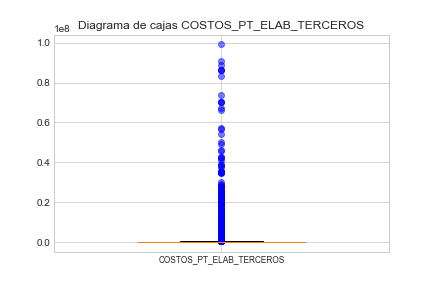 Diagrama de cajas COSTOS_PT_ELAB_TERCEROS
1e8
1.0
0.8
0.6
0.4
0.2
0.0
COSTOS_PT_ELAB_TERCEROS